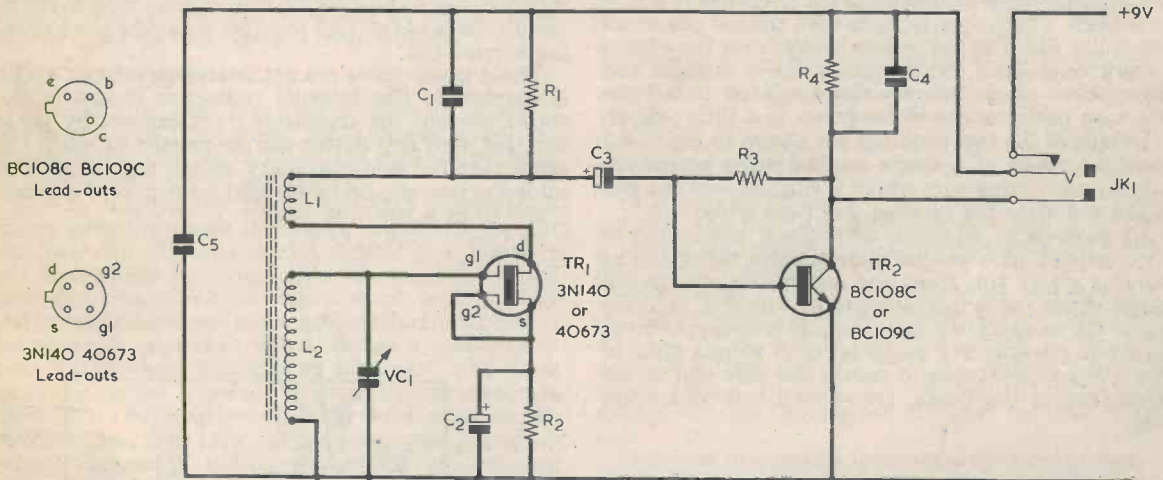 +9V
R4
C4
C1
R1
e
b
c
BC108C BC109C
Lead-outs
C3
+
R3
JK1
L1
C5
d
g1
TR1
3N140
or
40673
g2
s
TR2
BC108C
or
BC109C
d
g2
s
g1
3N140 40673
Lead-outs
L2
VC1
+
C2
R2